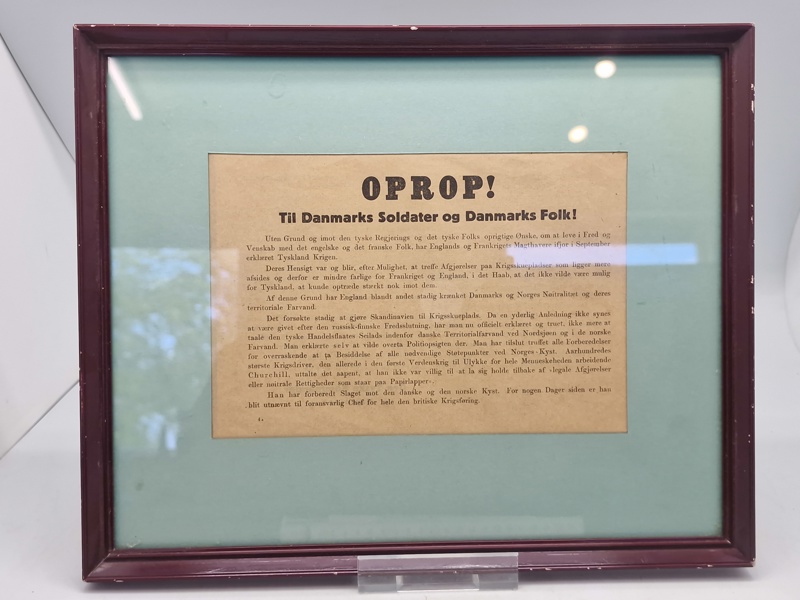 OPROP!
Til Danmarks Soldater og Danmarks Folk!
Uten Grund og imot den tyske Regjerings og det tyske Folks oprigtige Ønske, om at leve i Fred og
Venskab med det engelske og det franske Folk, har Englands og Frankrigets Magthavere ifjor i September
erklæret Tyskland Krigen.
Deres Hensigt var og blir, efter Mulighet, at treffe Afgjørelser paa Krigsskuepladser som ligger mere
afsides og derfor er mindre farlige for Frankriget og England, i det Haab, at det ikke vilde være mulig
for Tyskland, at kunde optræde stærkt nok imot dem.
Af denne Grund har England blandt andet stadig krænket Danmarks og Norges Nøitralitæt og deres
territoriale Farvand.
Det forsøkte stadig at gjøre Skandinavien til Krigsskueplads. Da en yderlig Anledning ikke synes
at være givet efter den russisk-finske Fredsslutning, har man nu officielt erklæret og truet, ikke mere at
taale den tyske Handelsflaates Seilads indenfor danske Territorialfarvand ved Nordsjøen og i de norske
Farvand. Man erklærte selv at vilde overta Politiopsigten der. Man har tilslut truffet alle Forberedelser
for overraskende at ta Besiddelse af alle nødvendige Støtepunkter ved Norges Kyst. Aarhundredes
største Krigsdriver, den allerede i den første Verdenskrig til Ulykke for hele Menneskeheden arbeidende
Churchill, uttalte det aapent, at han ikke var villig til at la sig holde tilbake af «legale Afgjørelser
eller nøitrale Rettigheder som staar paa Papirlapper».
Han har forberedt Slaget mot den danske og den norske Kyst. For nogen Dager siden er han
blit utnævnt til foransvarlig Chef for hele den britiske Krigsføring.